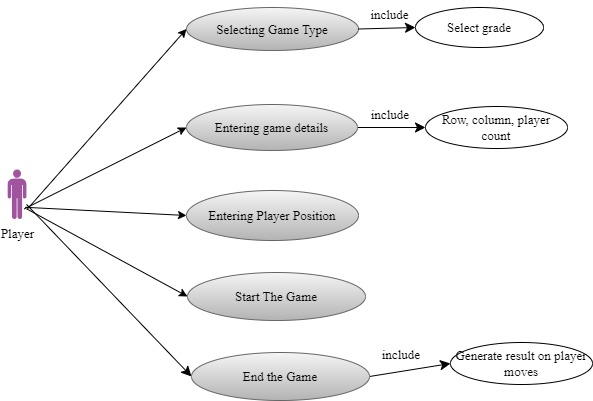 include
Selecting Game Type
Select grade
include
Entering game details
Row, column, player
count
Entering Player Position
Player
Start The Game
include
End the Game
Generate result on player
moves